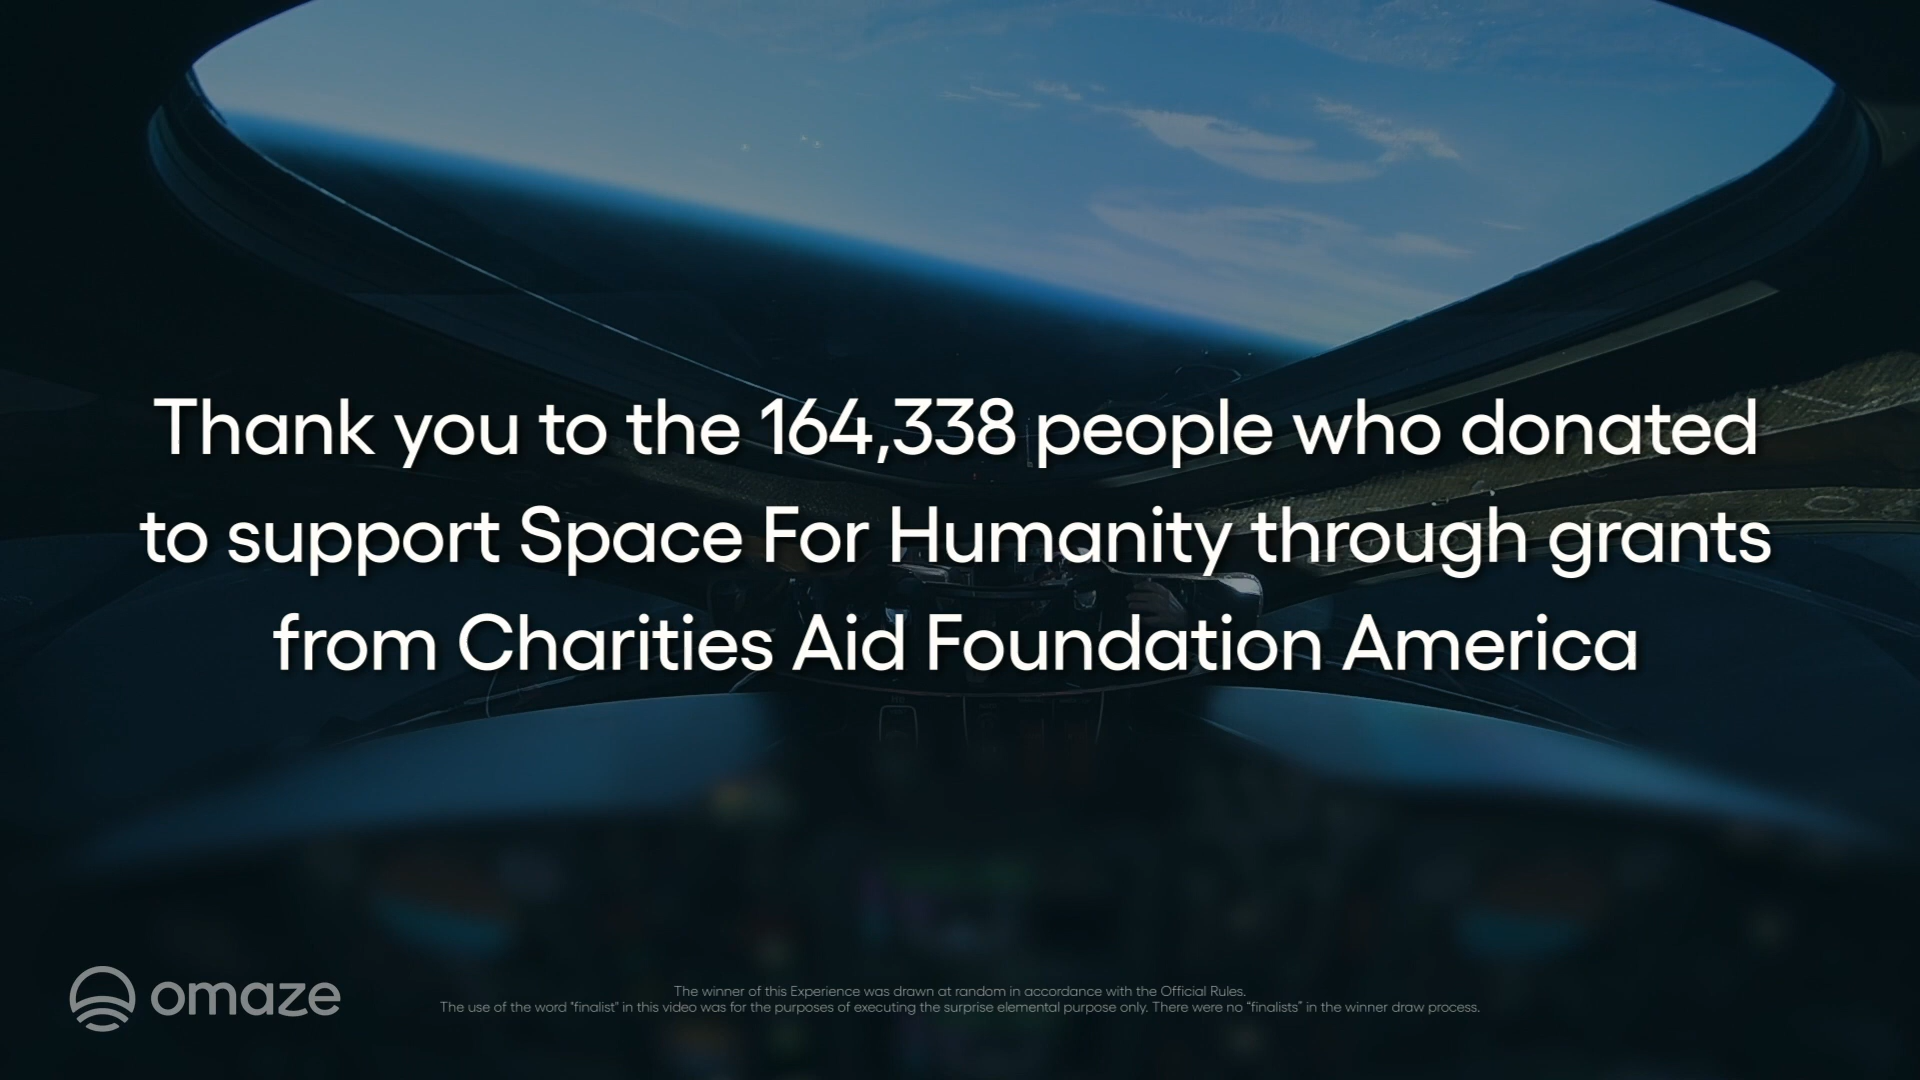 Thank you to the 164,338 people who donated
to support Space For Humanity through grants
from Charities Aid Foundation America
omaze
The winner of this Experience was drawn at random in accordance with the Official Rules.
The use of the word "finalist" in this video was for the purposes of executing the surprise elemental purpose only. There were no "finalists" in the winner draw process.